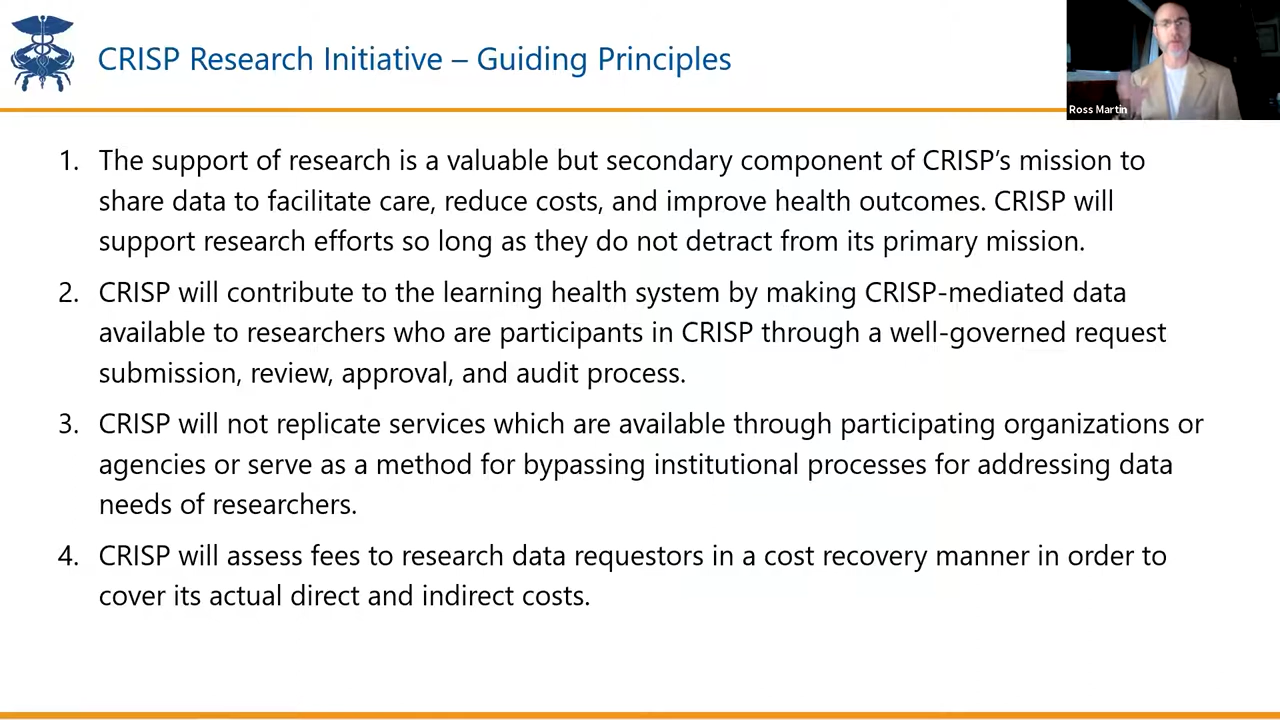 CRISP Research Initiative – Guiding Principles
Ross Martin
1. The support of research is a valuable but secondary component of CRISP’s mission to
share data to facilitate care, reduce costs, and improve health outcomes. CRISP will
support research efforts so long as they do not detract from its primary mission.
2. CRISP will contribute to the learning health system by making CRISP-mediated data
available to researchers who are participants in CRISP through a well-governed request
submission, review, approval, and audit process.
3. CRISP will not replicate services which are available through participating organizations or
agencies or serve as a method for bypassing institutional processes for addressing data
needs of researchers.
4. CRISP will assess fees to research data requestors in a cost recovery manner in order to
cover its actual direct and indirect costs.